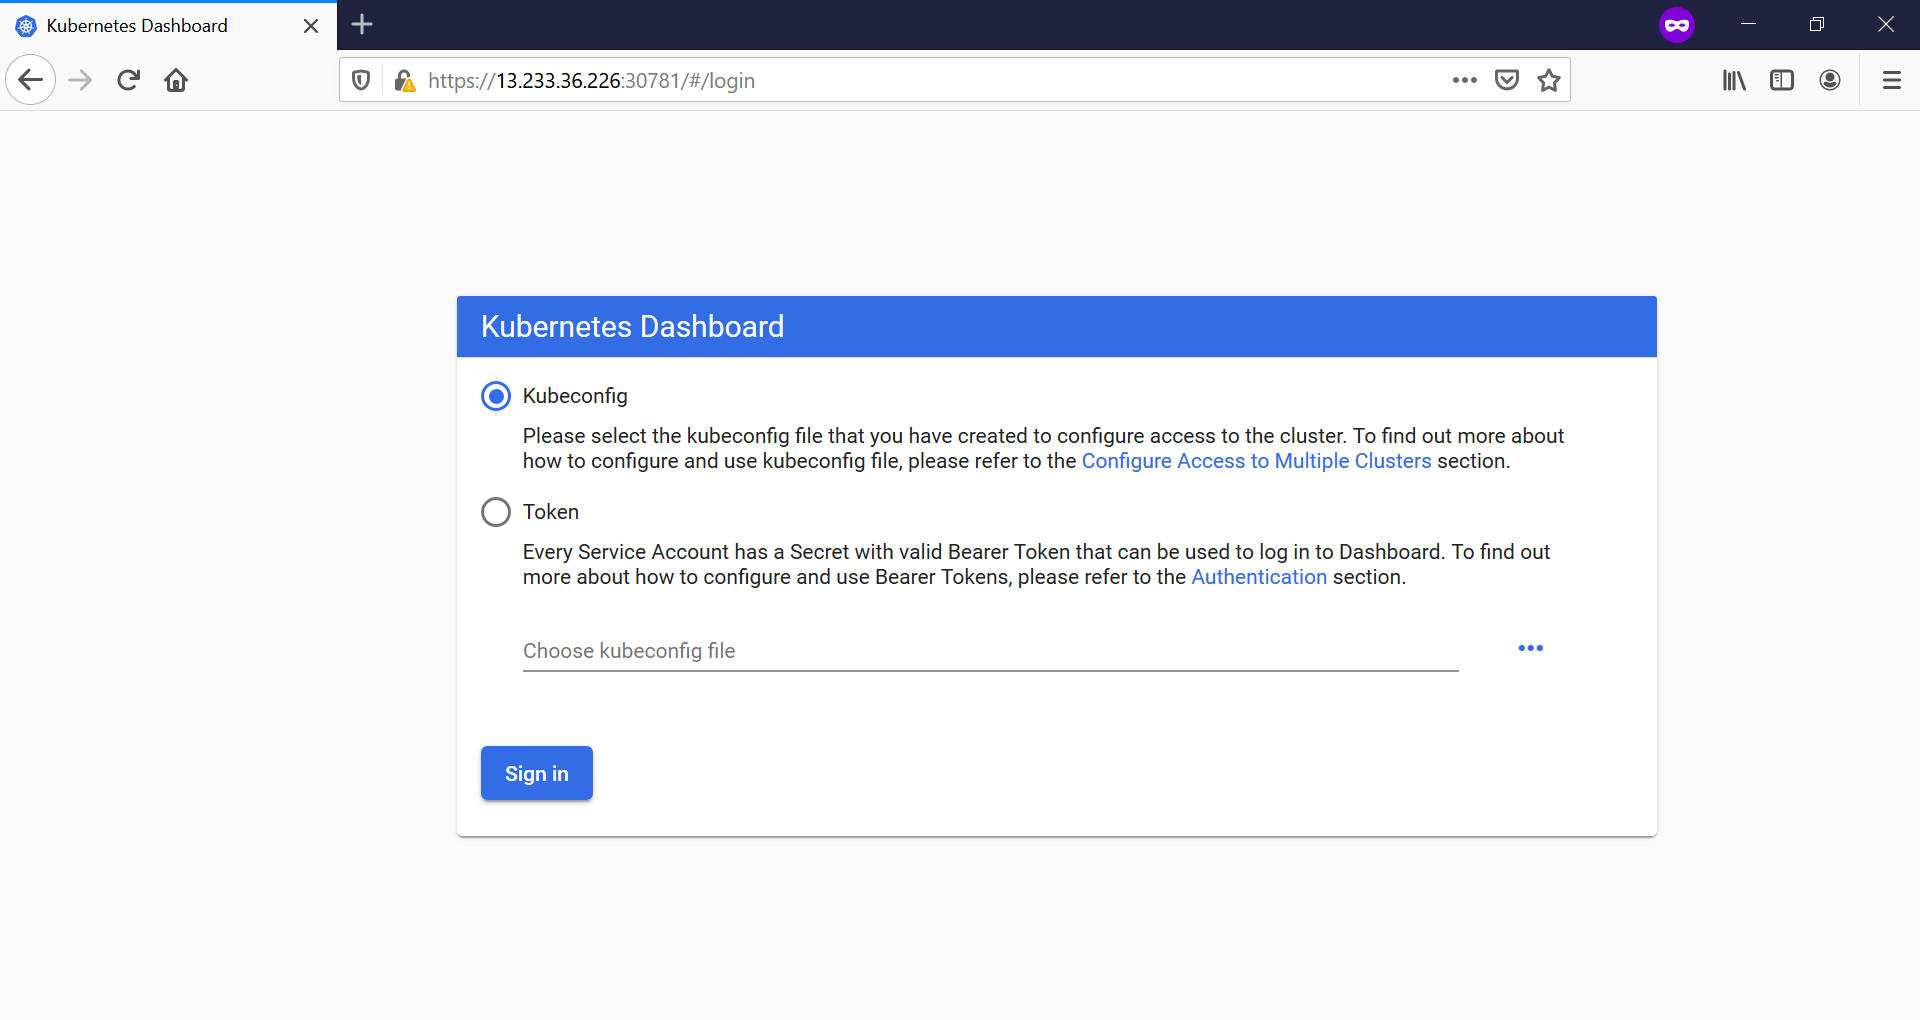 Kubernetes Dashboard
https://13.233.36.226:30781/#/login
Kubernetes Dashboard
Kubeconfig
Please select the kubeconfig file that you have created to configure access to the cluster. To find out more about
how to configure and use kubeconfig file, please refer to the Configure Access to Multiple Clusters section.
Token
Every Service Account has a Secret with valid Bearer Token that can be used to log in to Dashboard. To find out
more about how to configure and use Bearer Tokens, please refer to the Authentication section.
Choose kubeconfig file
Sign in